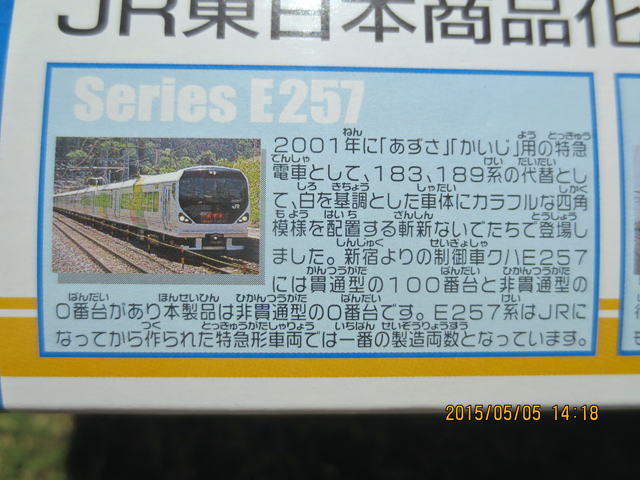 JR東日本商品化
Series E257
2001年に「あずさ」「かいじ」用の特急
電車として、183,189系の代替とし
て、白を基調とした車体にカラフルな四角
模様を配置する斬新ないでたちで登場し
ました。新宿よりの制御車クハE257
には貫通型の100番台と非貫通型の
0番台があり本製品は非貫通型の0番台です。E257系はJRに
なってから作られた特急形車両では一番の製造両数となっています。
2015/05/05 14:18